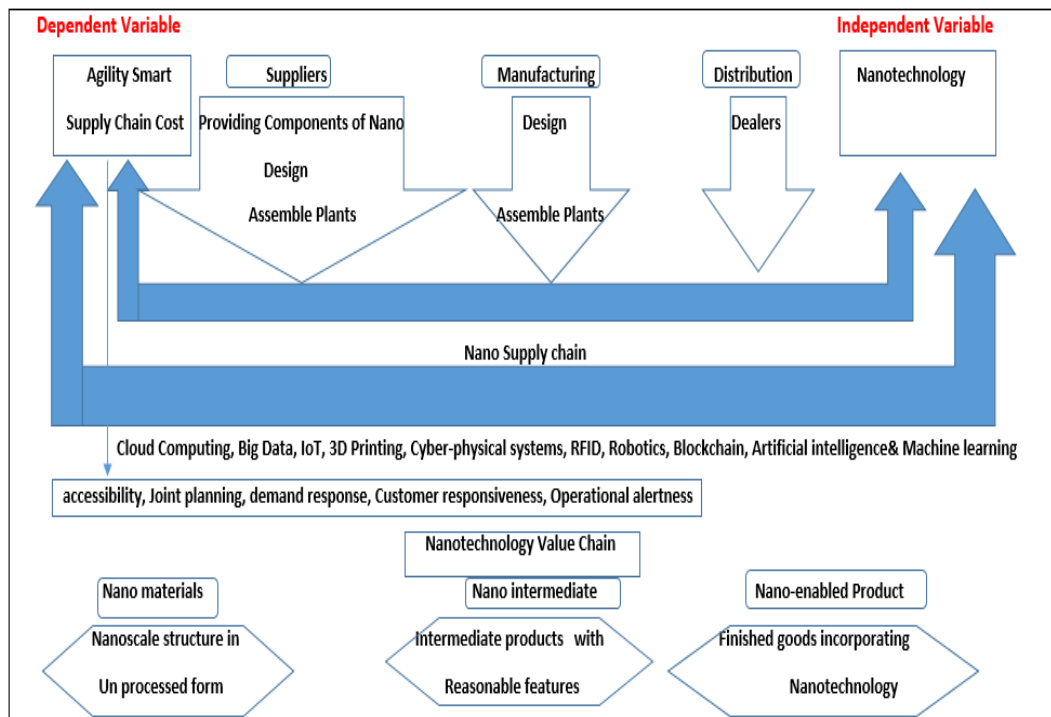 Dependent Variable
Independent Variable
Agility Smart
Supply Chain Cost
Suppliers
Providing Components of Nano
Design
Assemble Plants
Manufacturing
Design
Assemble Plants
Distribution
Dealers
Nanotechnology
Nano Supply chain
Cloud Computing, Big Data, IoT, 3D Printing, Cyber-physical systems, RFID, Robotics, Blockchain, Artificial intelligence& Machine learning
accessibility, Joint planning, demand response, Customer responsiveness, Operational alertness
Nanotechnology Value Chain
Nano materials
Nanoscale structure in
Un processed form
Nano intermediate
Intermediate products with
Reasonable features
Nano-enabled Product
Finished goods incorporating
Nanotechnology